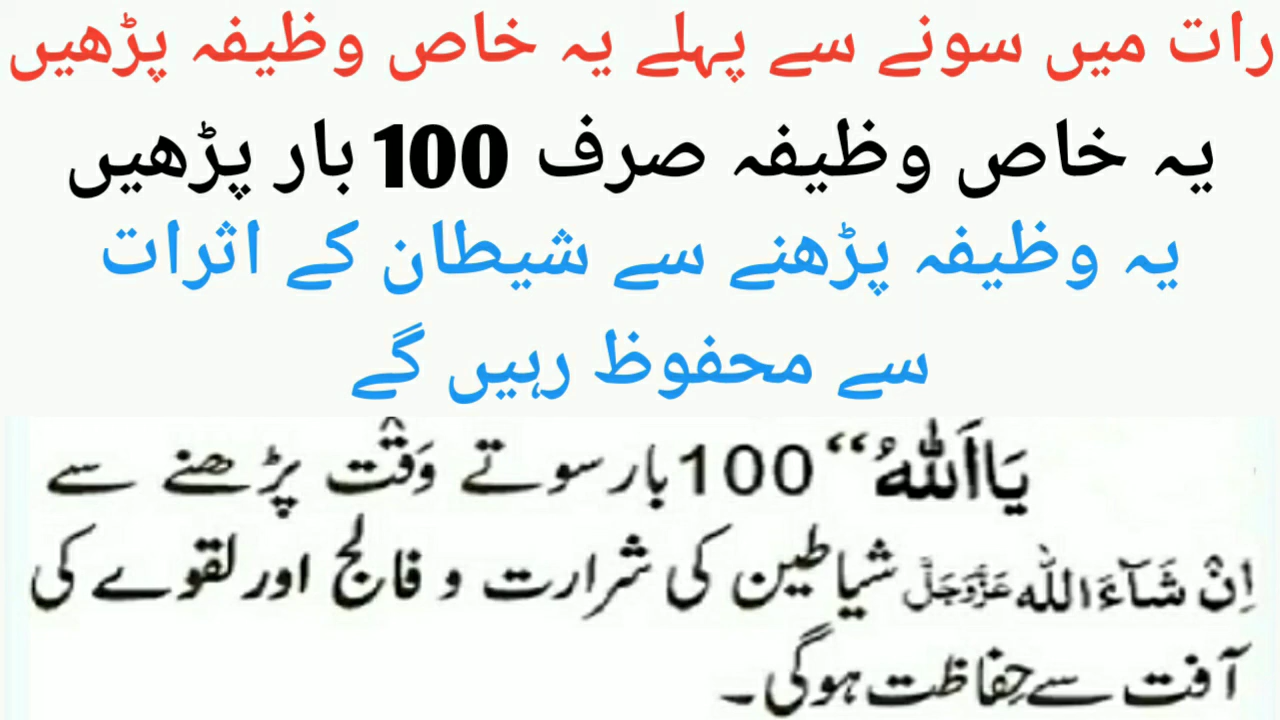 رات میں سونے سے پہلے یہ خاص وظیفہ پڑھیں
یہ خاص وظیفہ صرف 100 بار پڑھیں
یہ وظیفہ پڑھنے سے شیطان کے اثرات
سے محفوظ رہیں گے
یَااَللّٰہُ“ 100 بار سوتے وَقْت پڑھنے سے
اِنْ شَآءَ اللّٰہ عَزَّوَجَلَّ شیاطین کی شرارت و فالج اور لقوے کی
آفت سے حِفاظت ہوگی۔